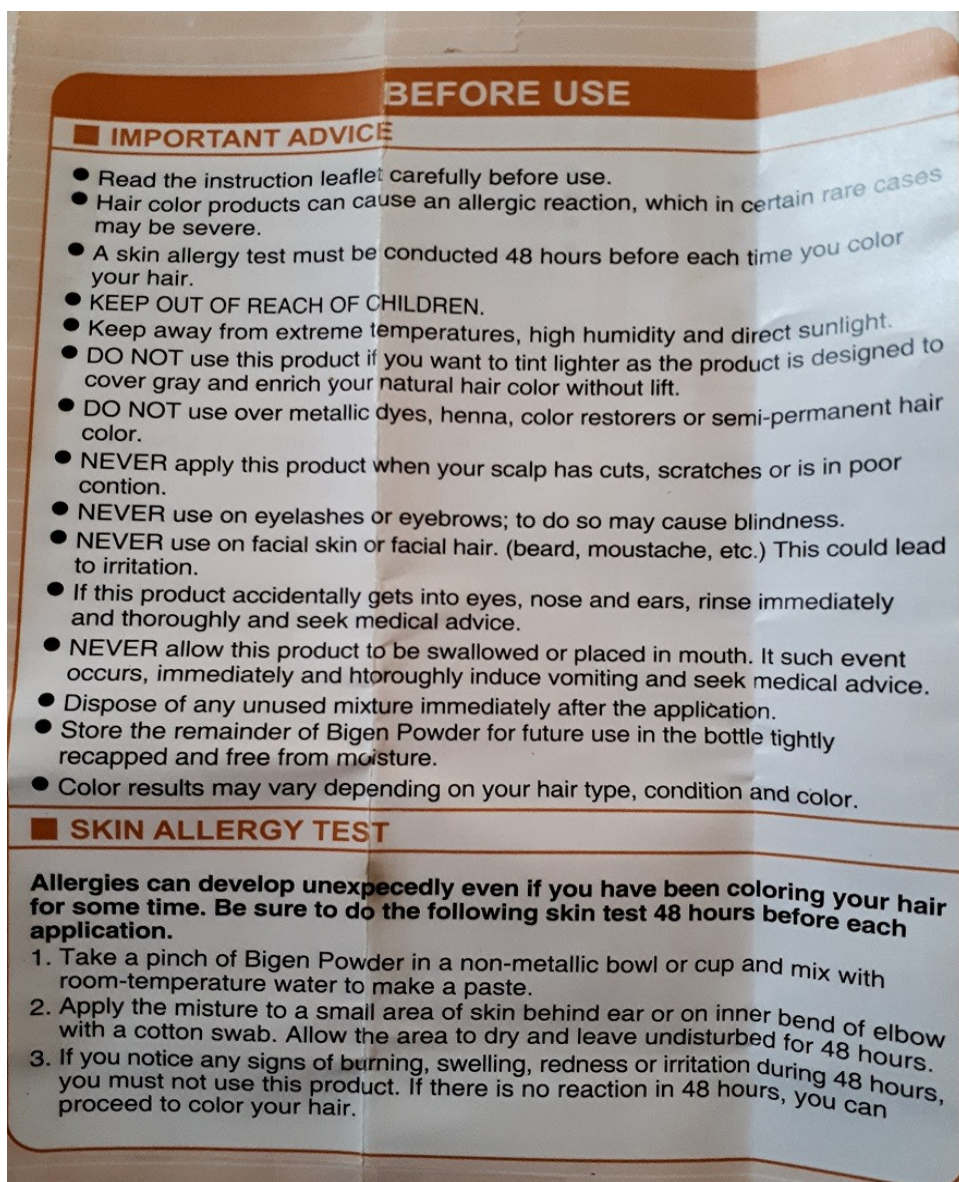 BEFORE USE
■ IMPORTANT ADVICE
● Read the instruction leaflet carefully before use.
● Hair color products can cause an allergic reaction, which in certain rare cases
may be severe.
● A skin allergy test must be conducted 48 hours before each time you color
your hair.
● KEEP OUT OF REACH OF CHILDREN.
● Keep away from extreme temperatures, high humidity and direct sunlight.
● DO NOT use this product if you want to tint lighter as the product is designed to
cover gray and enrich your natural hair color without lift.
● DO NOT use over metallic dyes, henna, color restorers or semi-permanent hair
color.
● NEVER apply this product when your scalp has cuts, scratches or is in poor
contion.
● NEVER use on eyelashes or eyebrows; to do so may cause blindness.
● NEVER use on facial skin or facial hair. (beard, moustache, etc.) This could lead
to irritation.
● If this product accidentally gets into eyes, nose and ears, rinse immediately
and thoroughly and seek medical advice.
● NEVER allow this product to be swallowed or placed in mouth. It such event
occurs, immediately and htoroughly induce vomiting and seek medical advice.
● Dispose of any unused mixture immediately after the application.
● Store the remainder of Bigen Powder for future use in the bottle tightly
recapped and free from moisture.
● Color results may vary depending on your hair type, condition and color.
■ SKIN ALLERGY TEST
Allergies can develop unexpecedly even if you have been coloring your hair
for some time. Be sure to do the following skin test 48 hours before each
application.
1. Take a pinch of Bigen Powder in a non-metallic bowl or cup and mix with
room-temperature water to make a paste.
2. Apply the misture to a small area of skin behind ear or on inner bend of elbow
with a cotton swab. Allow the area to dry and leave undisturbed for 48 hours.
3. If you notice any signs of burning, swelling, redness or irritation during 48 hours,
you must not use this product. If there is no reaction in 48 hours, you can
proceed to color your hair.